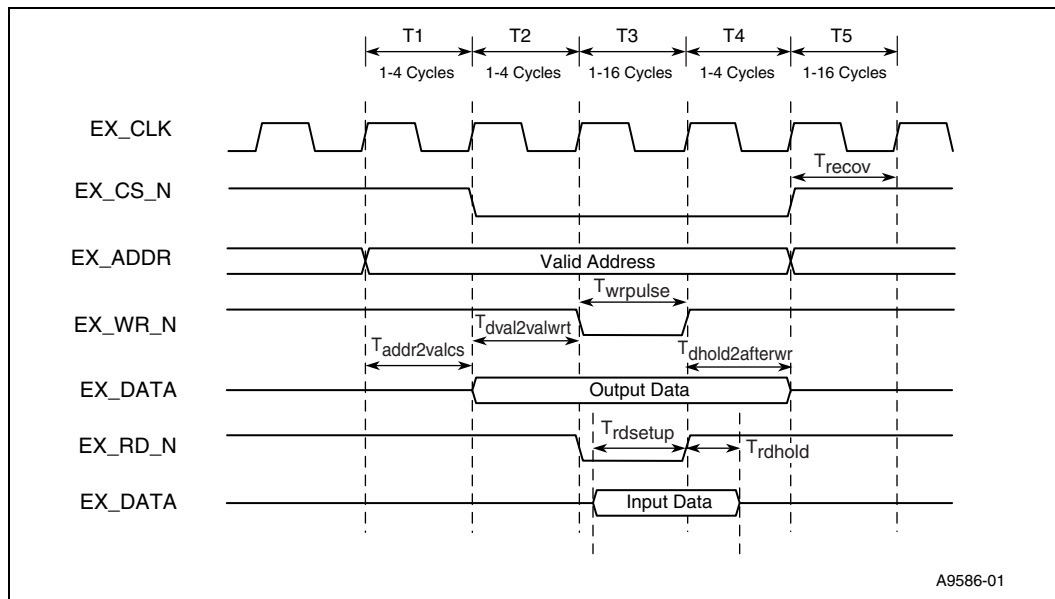 T1 T2 T3 T4 T5
1-4 Cycles 1-4 Cycles 1-16 Cycles 1-4 Cycles 1-16 Cycles
EX_CLK
Trecov
EX_CS_N
EX_ADDR Valid Address
Twrpulse
EX_WR_N
Tdval2valwrt
Taddr2valcs Tdhold2afterwr
EX_DATA Output Data
EX_RD_N Trdsetup Trdhold
EX_DATA Input Data
A9586-01